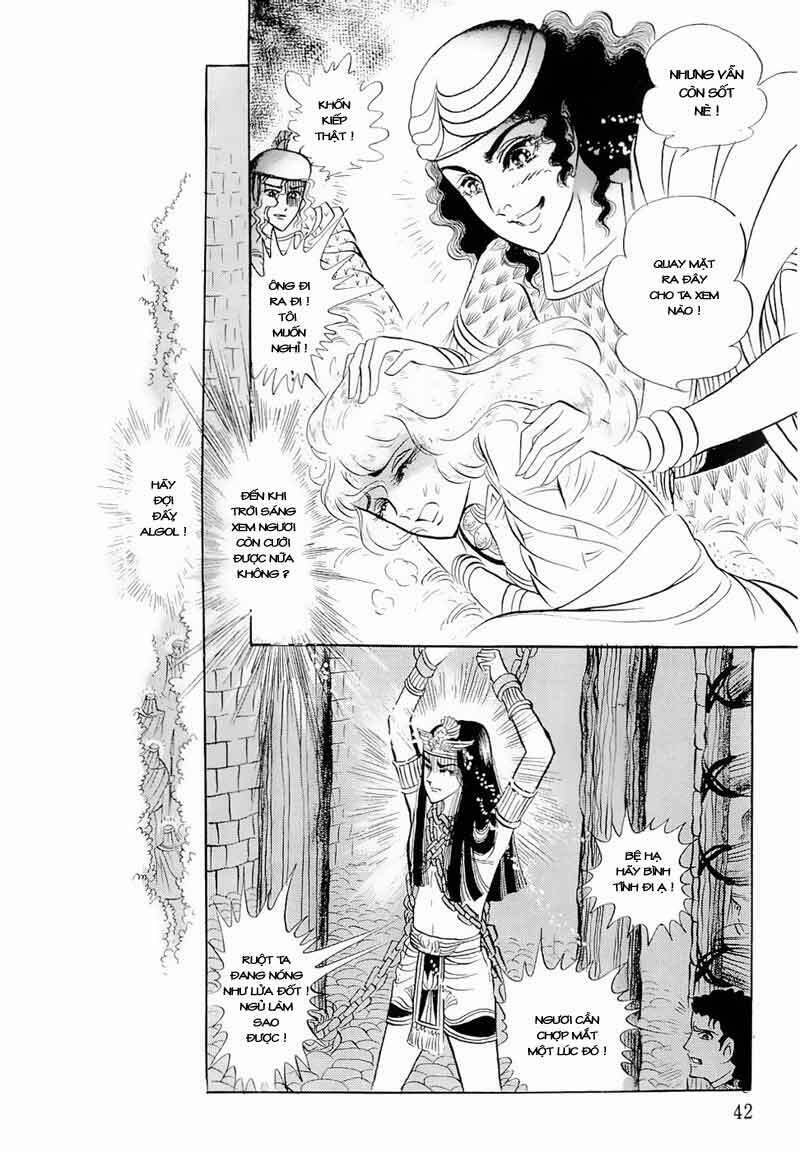 NHƯNG VẪN
CÒN SỐT
NÈ !
KHỐN
KIẾP
THẬT !
QUAY MẶT
RA ĐÂY
CHO TA XEM
NÀO !
ÔNG ĐI
RA ĐI !
TÔI
MUỐN
NGHỈ !
ĐẾN KHI
TRỜI SÁNG
XEM NGƯƠI
CÒN CƯỜI
ĐƯỢC NỮA
KHÔNG ?
HÃY
ĐỢI
ĐẤY,
ALGOL !
BỆ HẠ
HÃY BÌNH
TĨNH ĐI Ạ !
RUỘT TA
ĐANG NÓNG
NHƯ LỬA ĐỐT !
NGỦ LÀM
SAO
ĐƯỢC !
NGƯƠI CẦN
CHỢP MẮT
MỘT LÚC ĐÓ !
42